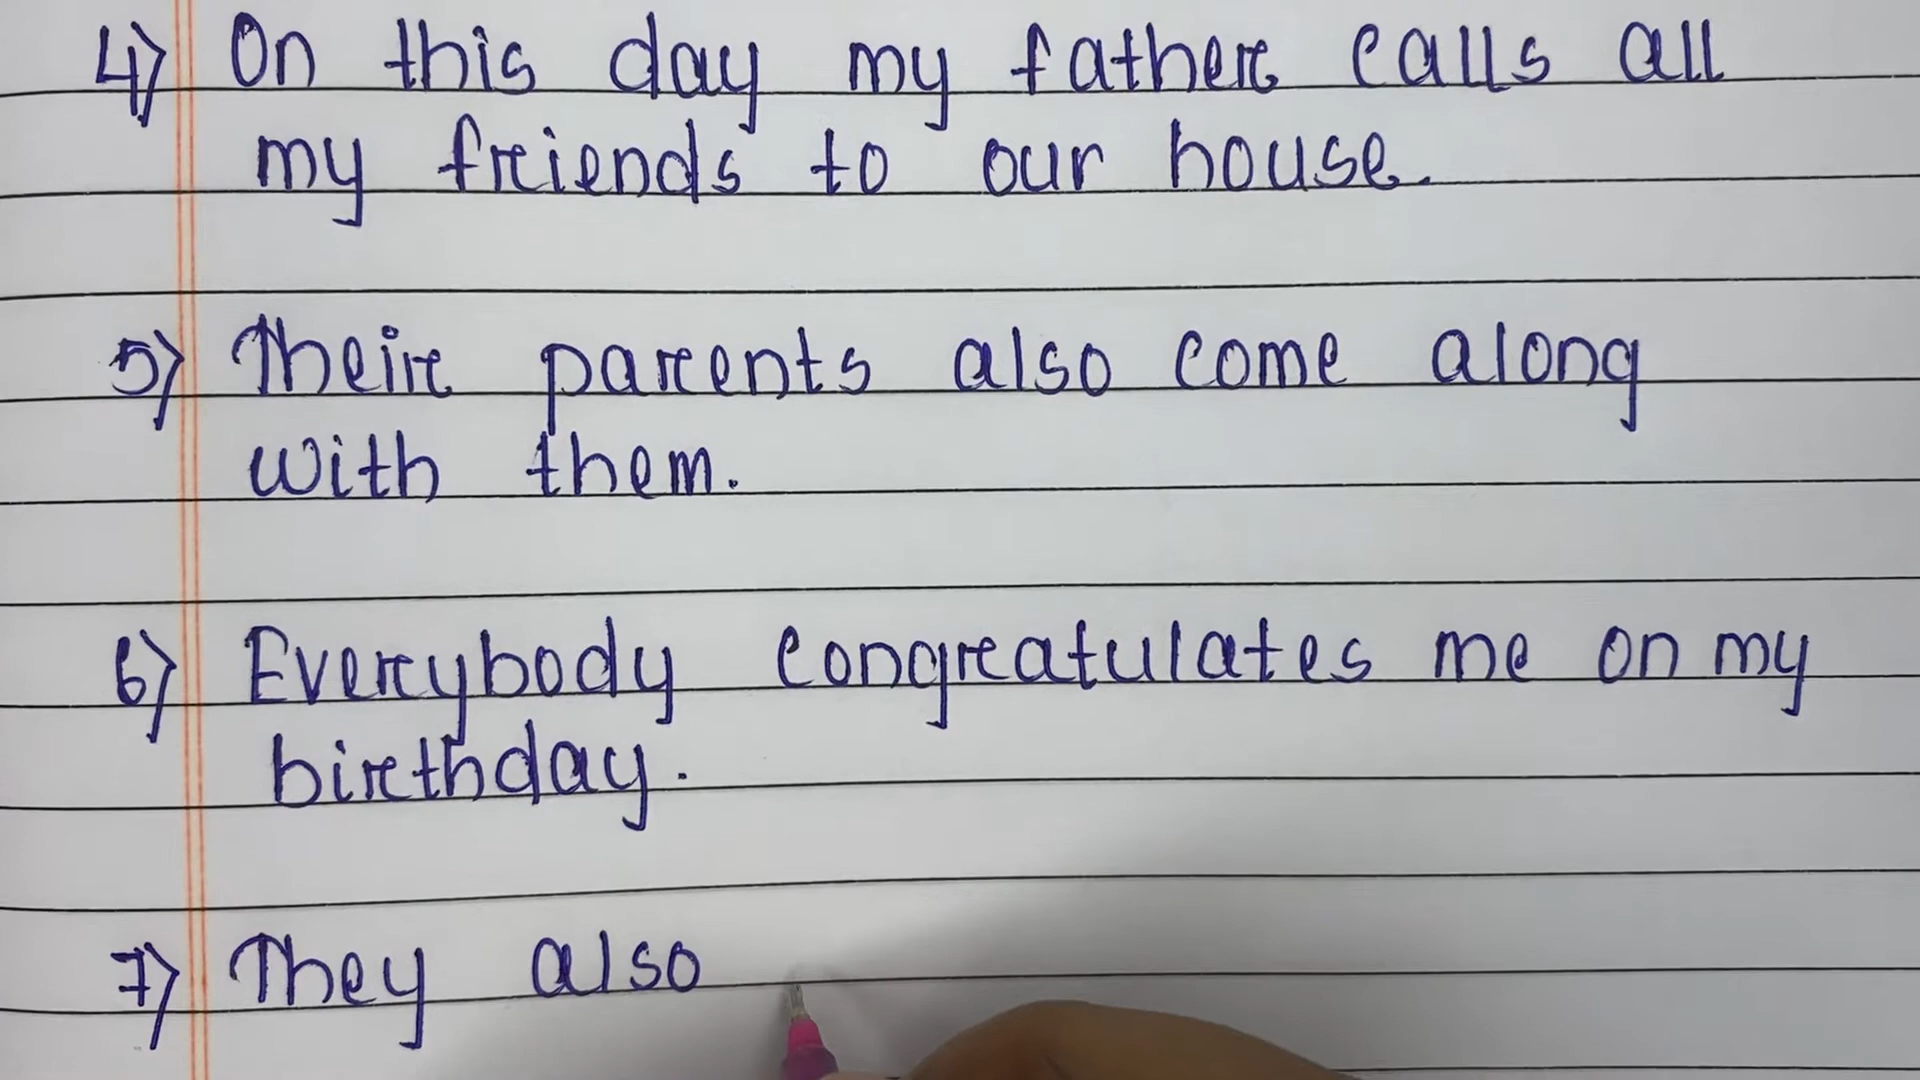 4) On this day my father calls all
my friends to our house.
5) Their parents also come along
with them.
6) Everybody congratulates me on my
birthday.
7) They also